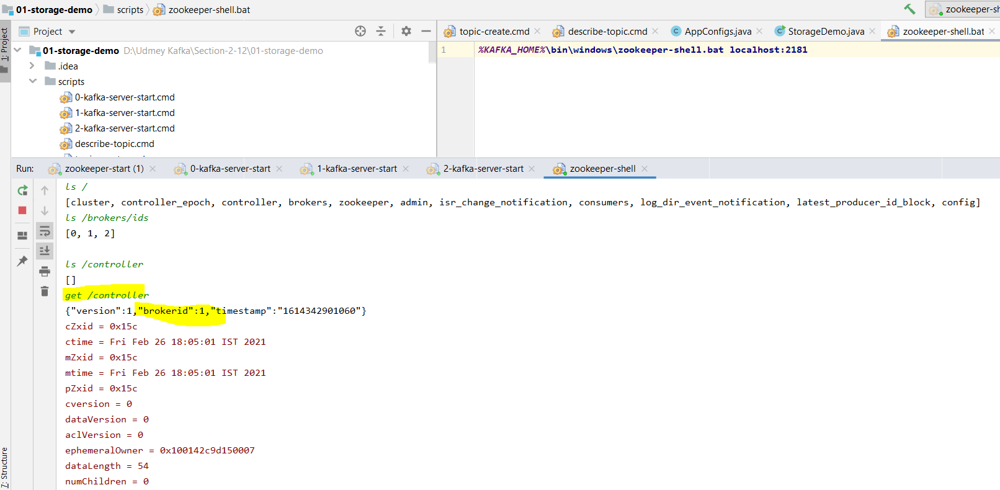 01-storage-demo scripts zookeeper-shell.bat zookeeper-sh
1: Project
Project
topic-create.cmd describe-topic.cmd AppConfigs.java StorageDemo.java zookeeper-shell.bat
01-storage-demo D:\Udmey Kafka\Section-2-12\01-storage-demo
.idea
scripts
0-kafka-server-start.cmd
1-kafka-server-start.cmd
2-kafka-server-start.cmd
describe-topic.cmd
1 %KAFKA_HOME%\bin\windows\zookeeper-shell.bat localhost:2181
Run: zookeeper-start (1) 0-kafka-server-start 1-kafka-server-start 2-kafka-server-start zookeeper-shell
ls /
[cluster, controller_epoch, controller, brokers, zookeeper, admin, isr_change_notification, consumers, log_dir_event_notification, latest_producer_id_block, config]
ls /brokers/ids
[0, 1, 2]
ls /controller
[]
get /controller
{"version":1,"brokerid":1,"timestamp":"1614342901060"}
cZxid = 0x15c
ctime = Fri Feb 26 18:05:01 IST 2021
mZxid = 0x15c
mtime = Fri Feb 26 18:05:01 IST 2021
pZxid = 0x15c
cversion = 0
dataVersion = 0
aclVersion = 0
ephemeralOwner = 0x100142c9d150007
dataLength = 54
numChildren = 0
7: Structure